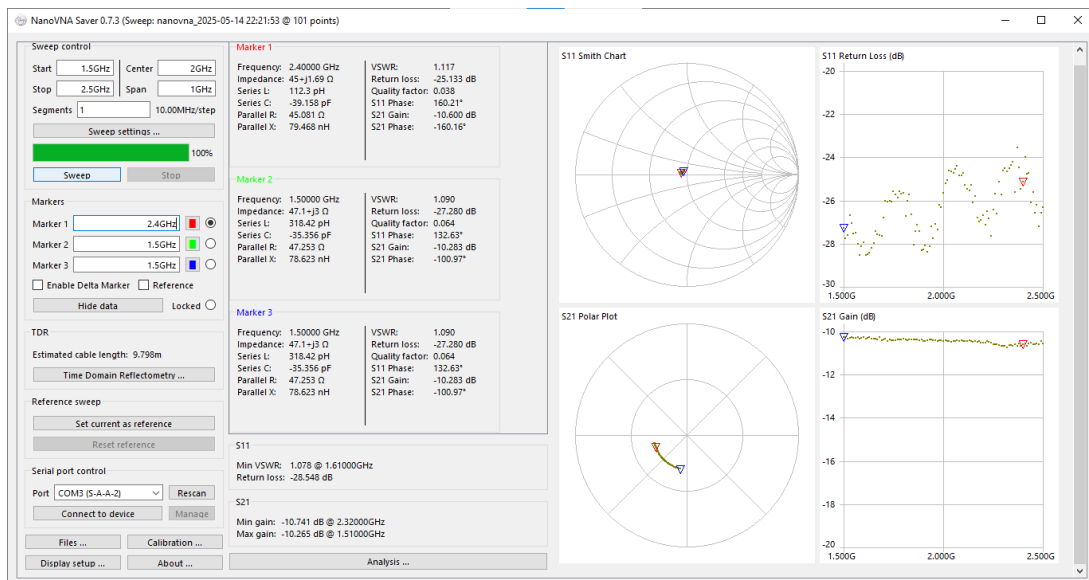 NanoVNA Saver 0.7.3 (Sweep: nanovna_2025-05-14 22:21:53 @ 101 points)
Sweep control
Start 1.5GHz Center 2GHz
Stop 2.5GHz Span 1GHz
Segments 1 10.00MHz/step
Sweep settings ...
100%
Sweep Stop
Markers
Marker 1 2.4GHz
Marker 2 1.5GHz
Marker 3 1.5GHz
Enable Delta Marker Reference
Hide data Locked
TDR
Estimated cable length: 9.798m
Time Domain Reflectometry ...
Reference sweep
Set current as reference
Reset reference
Serial port control
Port COM3 (S-A-A-2) Rescan
Connect to device Manage
Files ... Calibration ...
Display setup ... About ...
Marker 1
Frequency: 2.40000 GHz VSWR: 1.117
Impedance: 45+j1.69 Ω Return loss: -25.133 dB
Series L: 112.3 pH Quality factor: 0.038
Series C: -39.158 pF S11 Phase: 160.21°
Parallel R: 45.081 Ω S21 Gain: -10.600 dB
Parallel X: 79.468 nH S21 Phase: -160.16°
Marker 2
Frequency: 1.50000 GHz VSWR: 1.090
Impedance: 47.1+j3 Ω Return loss: -27.280 dB
Series L: 318.42 pH Quality factor: 0.064
Series C: -35.356 pF S11 Phase: 132.63°
Parallel R: 47.253 Ω S21 Gain: -10.283 dB
Parallel X: 78.623 nH S21 Phase: -100.97°
Marker 3
Frequency: 1.50000 GHz VSWR: 1.090
Impedance: 47.1+j3 Ω Return loss: -27.280 dB
Series L: 318.42 pH Quality factor: 0.064
Series C: -35.356 pF S11 Phase: 132.63°
Parallel R: 47.253 Ω S21 Gain: -10.283 dB
Parallel X: 78.623 nH S21 Phase: -100.97°
S11
Min VSWR: 1.078 @ 1.61000GHz
Return loss: -28.548 dB
S21
Min gain: -10.741 dB @ 2.32000GHz
Max gain: -10.265 dB @ 1.51000GHz
Analysis ...
S11 Smith Chart
S11 Return Loss (dB)
-20
-24
-26
-28
-30
1.500G 2.000G 2.500G
S21 Polar Plot
S21 Gain (dB)
-10
-12
-14
-16
-18
-20
1.500G 2.000G 2.500G